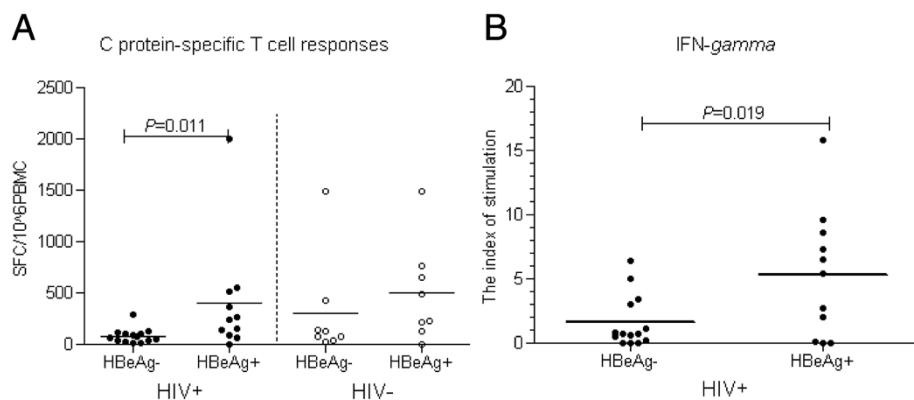 A
C protein-specific T cell responses
SFC/10^6PBMC
2500
2000
1500
1000
500
0
P=0.011
HBeAg-
HBeAg+
HBeAg-
HBeAg+
HIV+
HIV-
B
IFN-gamma
The index of stimulation
20
15
10
5
0
P=0.019
HBeAg-
HBeAg+
HIV+